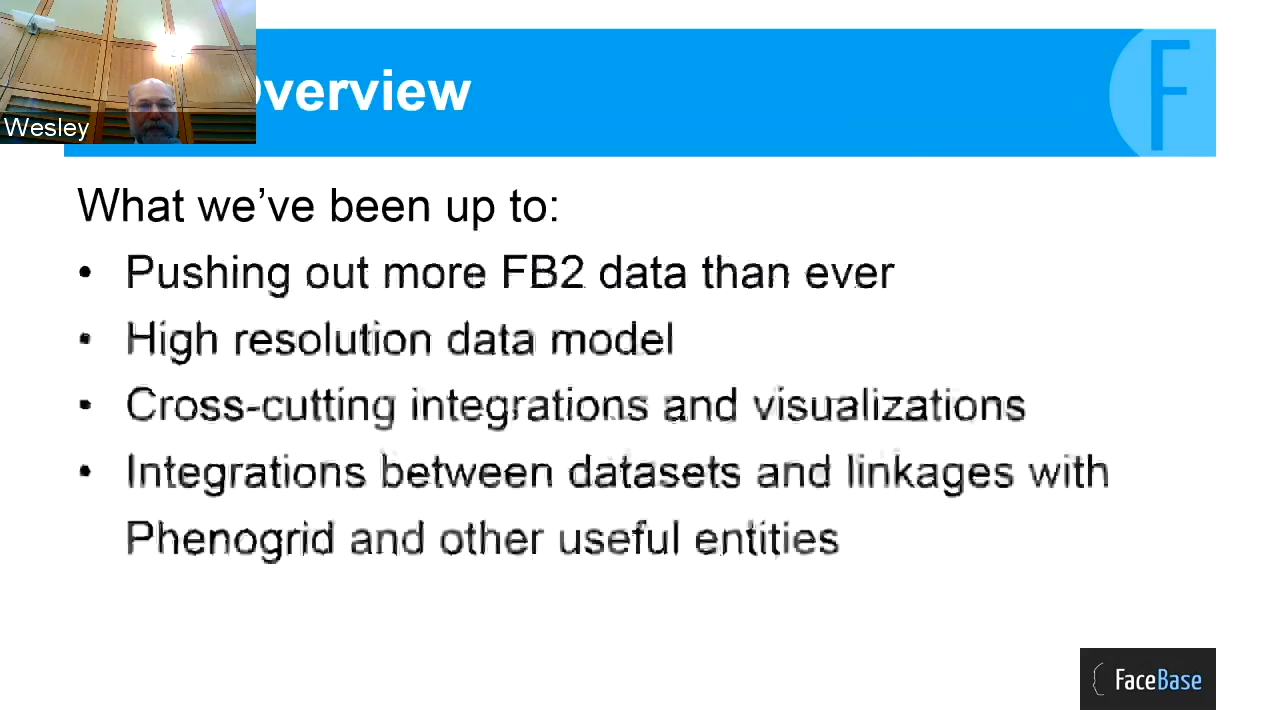 Overview
Wesley
What we've been up to:
• Pushing out more FB2 data than ever
• High resolution data model
• Cross-cutting integrations and visualizations
• Integrations between datasets and linkages with
Phenogrid and other useful entities
F
FaceBase